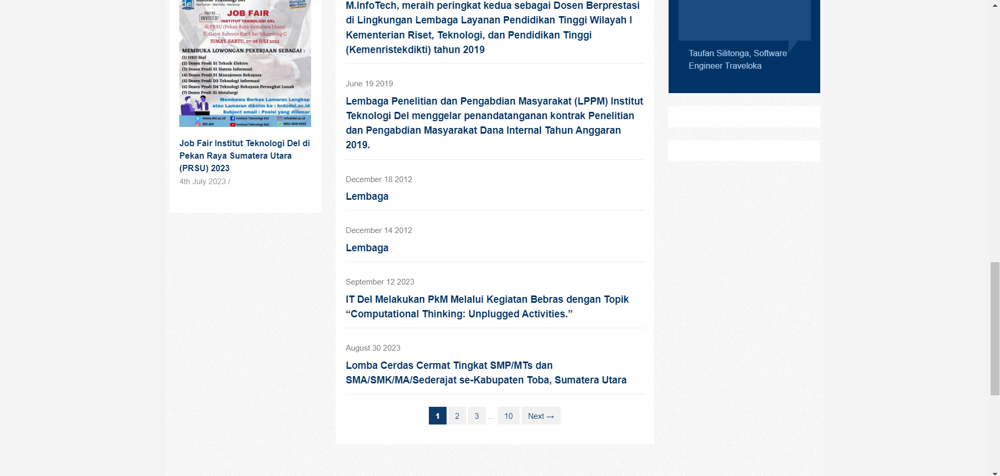 Institut Teknologi Del
MarTuhan - Marroha - Marbisuk
del
Kampus
Merdeka
YOU'RE
INVITED!
JOB FAIR
INSTITUT TEKNOLOGI DEL
di PRSU (Pekan Raya Sumatera Utara)
Jl. Gatot Subroto Km 5 Sei Sikambing C
JUMAT-SABTU, 07-08 JULI 2023
MEMBUKA LOWONGAN PEKERJAAN SEBAGAI :
(1) HRD Staf
(2) Dosen Prodi S1 Teknik Elektro
(3) Dosen Prodi S1 Sistem Informasi
(4) Dosen Prodi S1 Manajemen Rekayasa
(5) Dosen Prodi D3 Teknologi Informasi
(6) Dosen Prodi D4 Teknologi Rekayasa Perangkat Lunak
(7) Dosen Prodi S1 Metalurgi
Membawa Berkas Lamaran Lengkap
atau Lamaran dikirim ke : hrd@del.ac.id
Subject email : Posisi yang dilamar
www.del.ac.id Institut Teknologi Del info@del.ac.id
@it.del Institut Teknologi Del 0852 5920 6933
Job Fair Institut Teknologi Del di
Pekan Raya Sumatera Utara
(PRSU) 2023
4th July 2023 /
M.InfoTech, meraih peringkat kedua sebagai Dosen Berprestasi
di Lingkungan Lembaga Layanan Pendidikan Tinggi Wilayah I
Kementerian Riset, Teknologi, dan Pendidikan Tinggi
(Kemenristekdikti) tahun 2019
June 19 2019
Lembaga Penelitian dan Pengabdian Masyarakat (LPPM) Institut
Teknologi Del menggelar penandatanganan kontrak Penelitian
dan Pengabdian Masyarakat Dana Internal Tahun Anggaran
2019.
December 18 2012
Lembaga
December 14 2012
Lembaga
September 12 2023
IT Del Melakukan PkM Melalui Kegiatan Bebras dengan Topik
“Computational Thinking: Unplugged Activities.”
August 30 2023
Lomba Cerdas Cermat Tingkat SMP/MTs dan
SMA/SMK/MA/Sederajat se-Kabupaten Toba, Sumatera Utara
1 2 3 … 10 Next →
Taufan Silitonga, Software
Engineer Traveloka